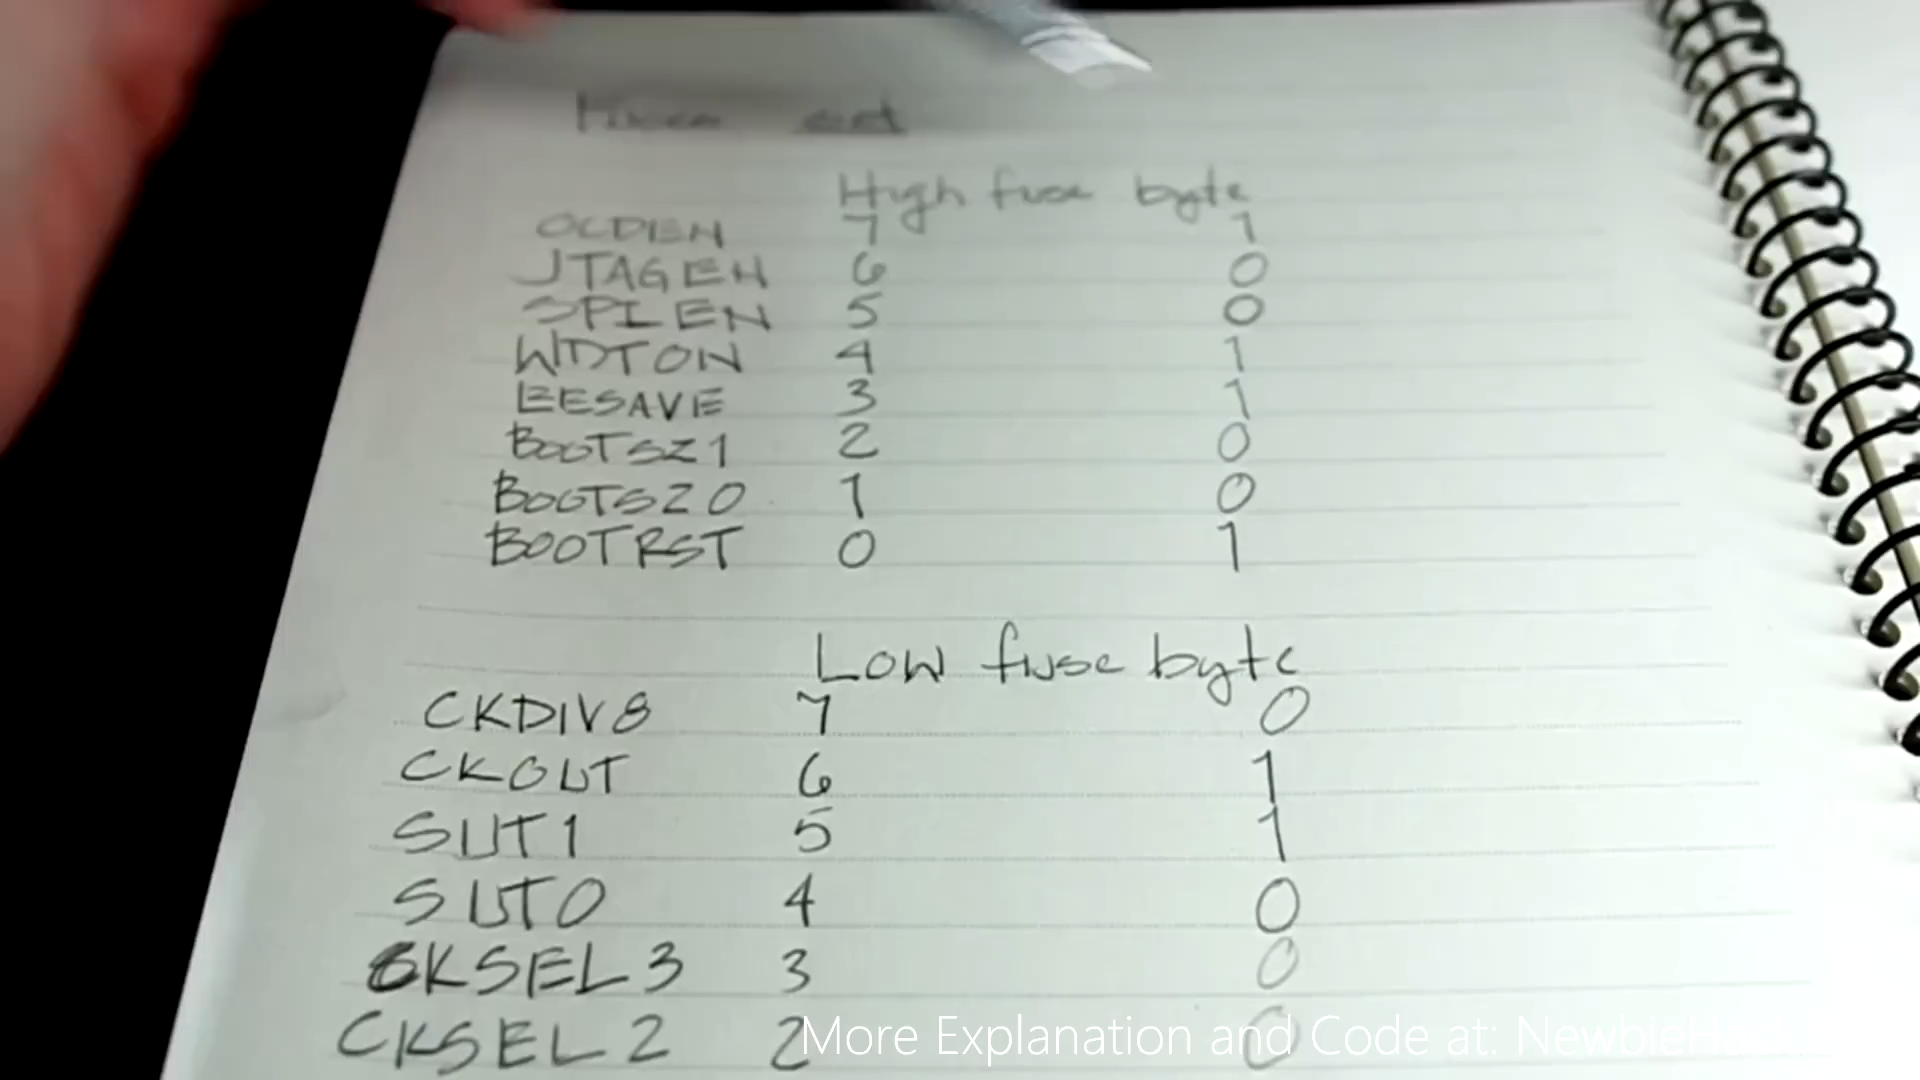 High fuse byte
OCDIEN 7 1
JTAGEN 6 0
SPIEN 5 0
WDTON 4 1
EESAVE 3 1
BOOTSZ1 2 0
BOOTSZ0 1 0
BOOTRST 0 1
Low fuse byte
CKDIV8 7 0
CKOUT 6 1
SUT1 5 1
SUT0 4 0
CKSEL3 3 0
CKSEL2 2 0
More Explanation and Code at: